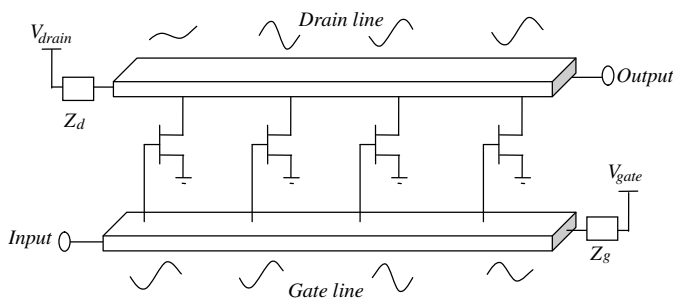 Drain line
V_drain
Output
Z_d
V_gate
Input
Z_g
Gate line